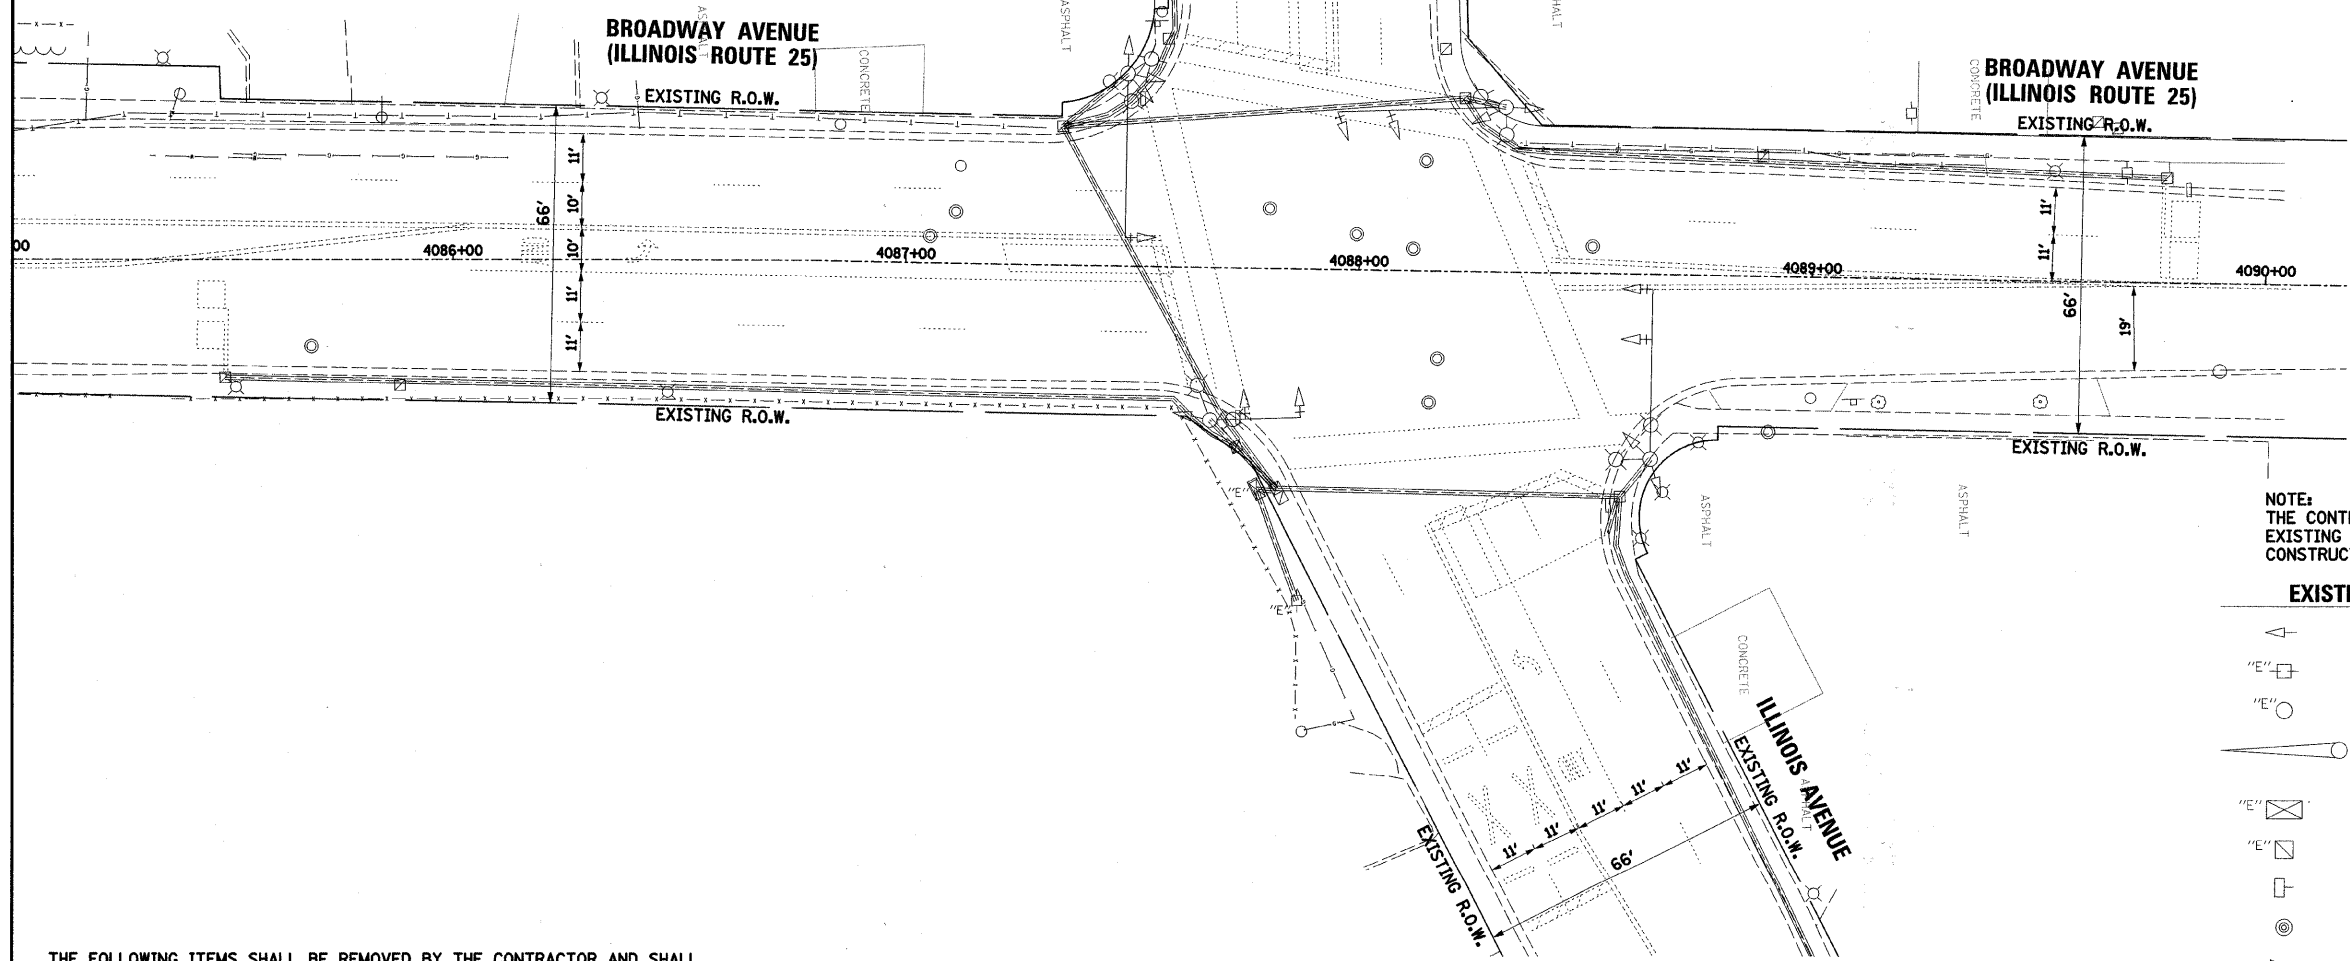 BROADWAY AVENUE
(ILLINOIS ROUTE 25)
EXISTING R.O.W.
ASPHALT
CONCRETE
ASPHALT
CONCRETE
BROADWAY AVENUE
(ILLINOIS ROUTE 25)
EXISTING R.O.W.
11'
10'
10'
11'
11'
66'
00
4086+00
4087+00
4088+00
4089+00
4090+00
11'
11'
66'
19'
EXISTING R.O.W.
EXISTING R.O.W.
"E"
"E"
ASPHALT
ASPHALT
CONCRETE
ILLINOIS AVENUE
EXISTING R.O.W.
ASPHALT
11'
11'
11'
11'
11'
66'
EXISTING R.O.W.
NOTE:
THE CONT
EXISTING
CONSTRUC
EXIST
"E"
"E"
"E"
"E"
THE FOLLOWING ITEMS SHALL BE REMOVED BY THE CONTRACTOR AND SHALL